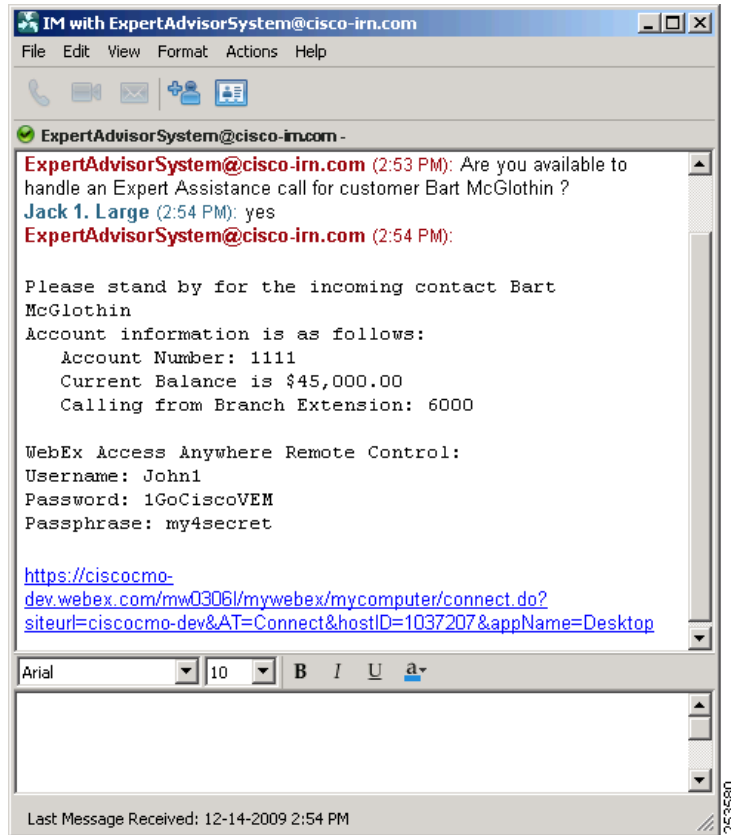 IM with ExpertAdvisorSystem@cisco-irn.com
File Edit View Format Actions Help
ExpertAdvisorSystem@cisco-irn.com -
ExpertAdvisorSystem@cisco-irn.com (2:53 PM): Are you available to
handle an Expert Assistance call for customer Bart McGlothin ?
Jack 1. Large (2:54 PM): yes
ExpertAdvisorSystem@cisco-irn.com (2:54 PM):
Please stand by for the incoming contact Bart
McGlothin
Account information is as follows:
Account Number: 1111
Current Balance is $45,000.00
Calling from Branch Extension: 6000
WebEx Access Anywhere Remote Control:
Username: John1
Password: 1GoCiscoVEM
Passphrase: my4secret
https://ciscocmo-
dev.webex.com/mw0306l/mywebex/mycomputer/connect.do?
siteurl=ciscocmo-dev&AT=Connect&hostID=1037207&appName=Desktop
Arial 10 B I U a
Last Message Received: 12-14-2009 2:54 PM
253580